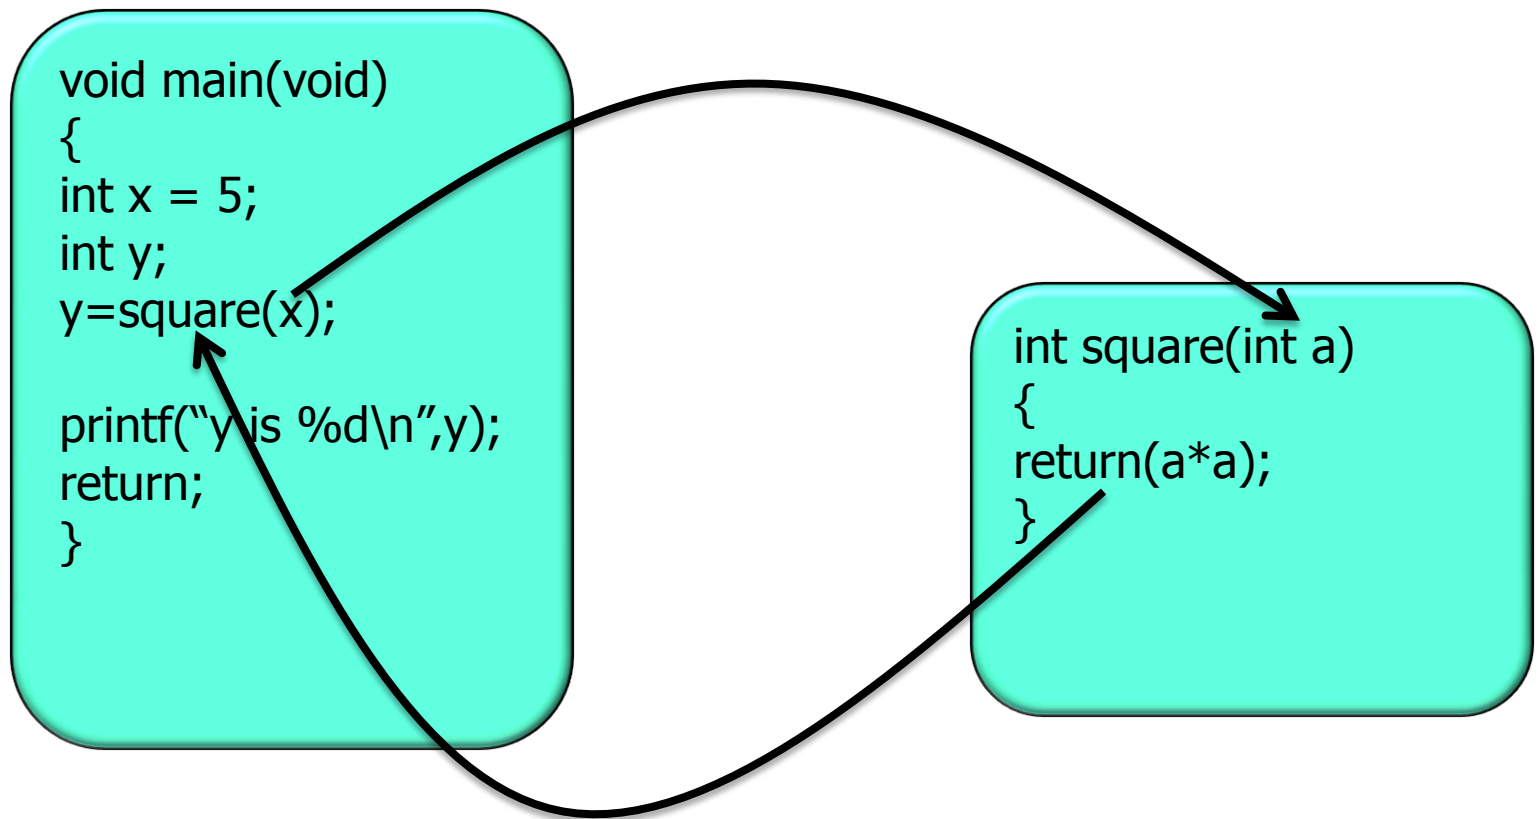 void main(void)
{
int x = 5;
int y;
y=square(x);
printf(“y is %d\n”,y);
return;
}
int square(int a)
{
return(a*a);
}